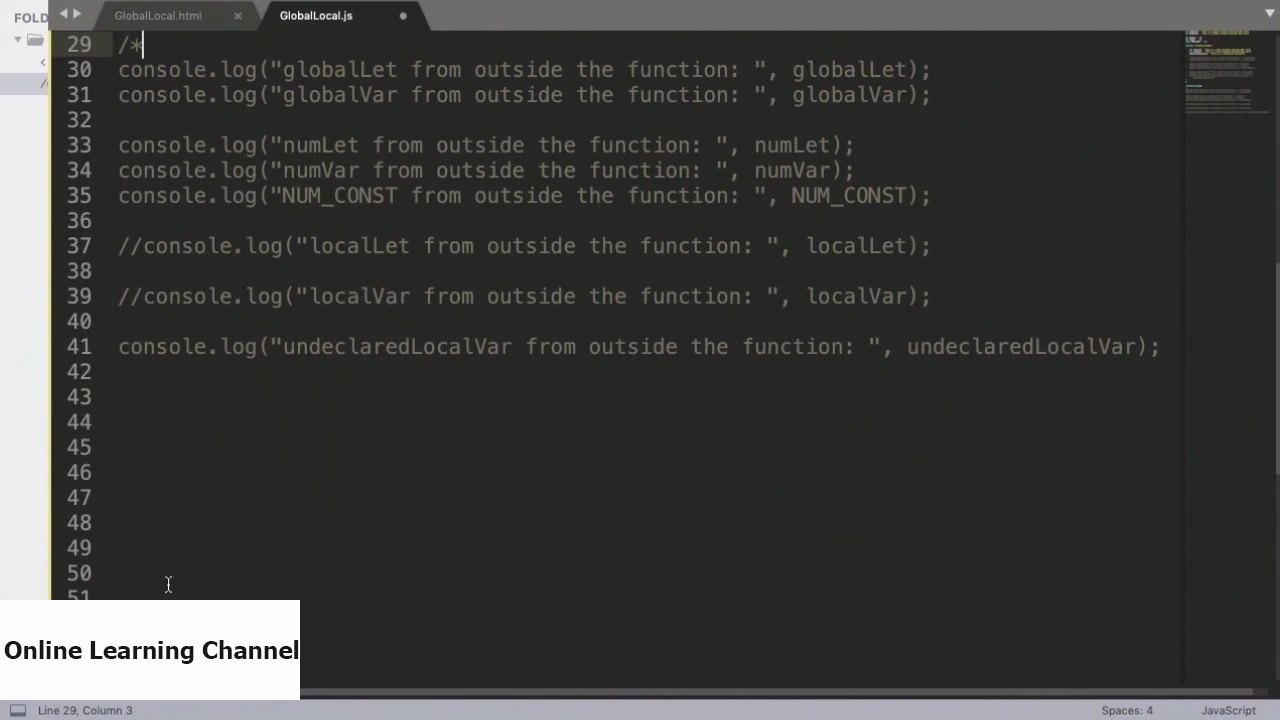 FOLD
GlobalLocal.html ×
GlobalLocal.js
29 /*
30 console.log("globalLet from outside the function: ", globalLet);
31 console.log("globalVar from outside the function: ", globalVar);
32
33 console.log("numLet from outside the function: ", numLet);
34 console.log("numVar from outside the function: ", numVar);
35 console.log("NUM_CONST from outside the function: ", NUM_CONST);
36
37 //console.log("localLet from outside the function: ", localLet);
38
39 //console.log("localVar from outside the function: ", localVar);
40
41 console.log("undeclaredLocalVar from outside the function: ", undeclaredLocalVar);
42
43
44
45
46
47
48
49
50
51
Online Learning Channel
Line 29, Column 3
Spaces: 4
JavaScript